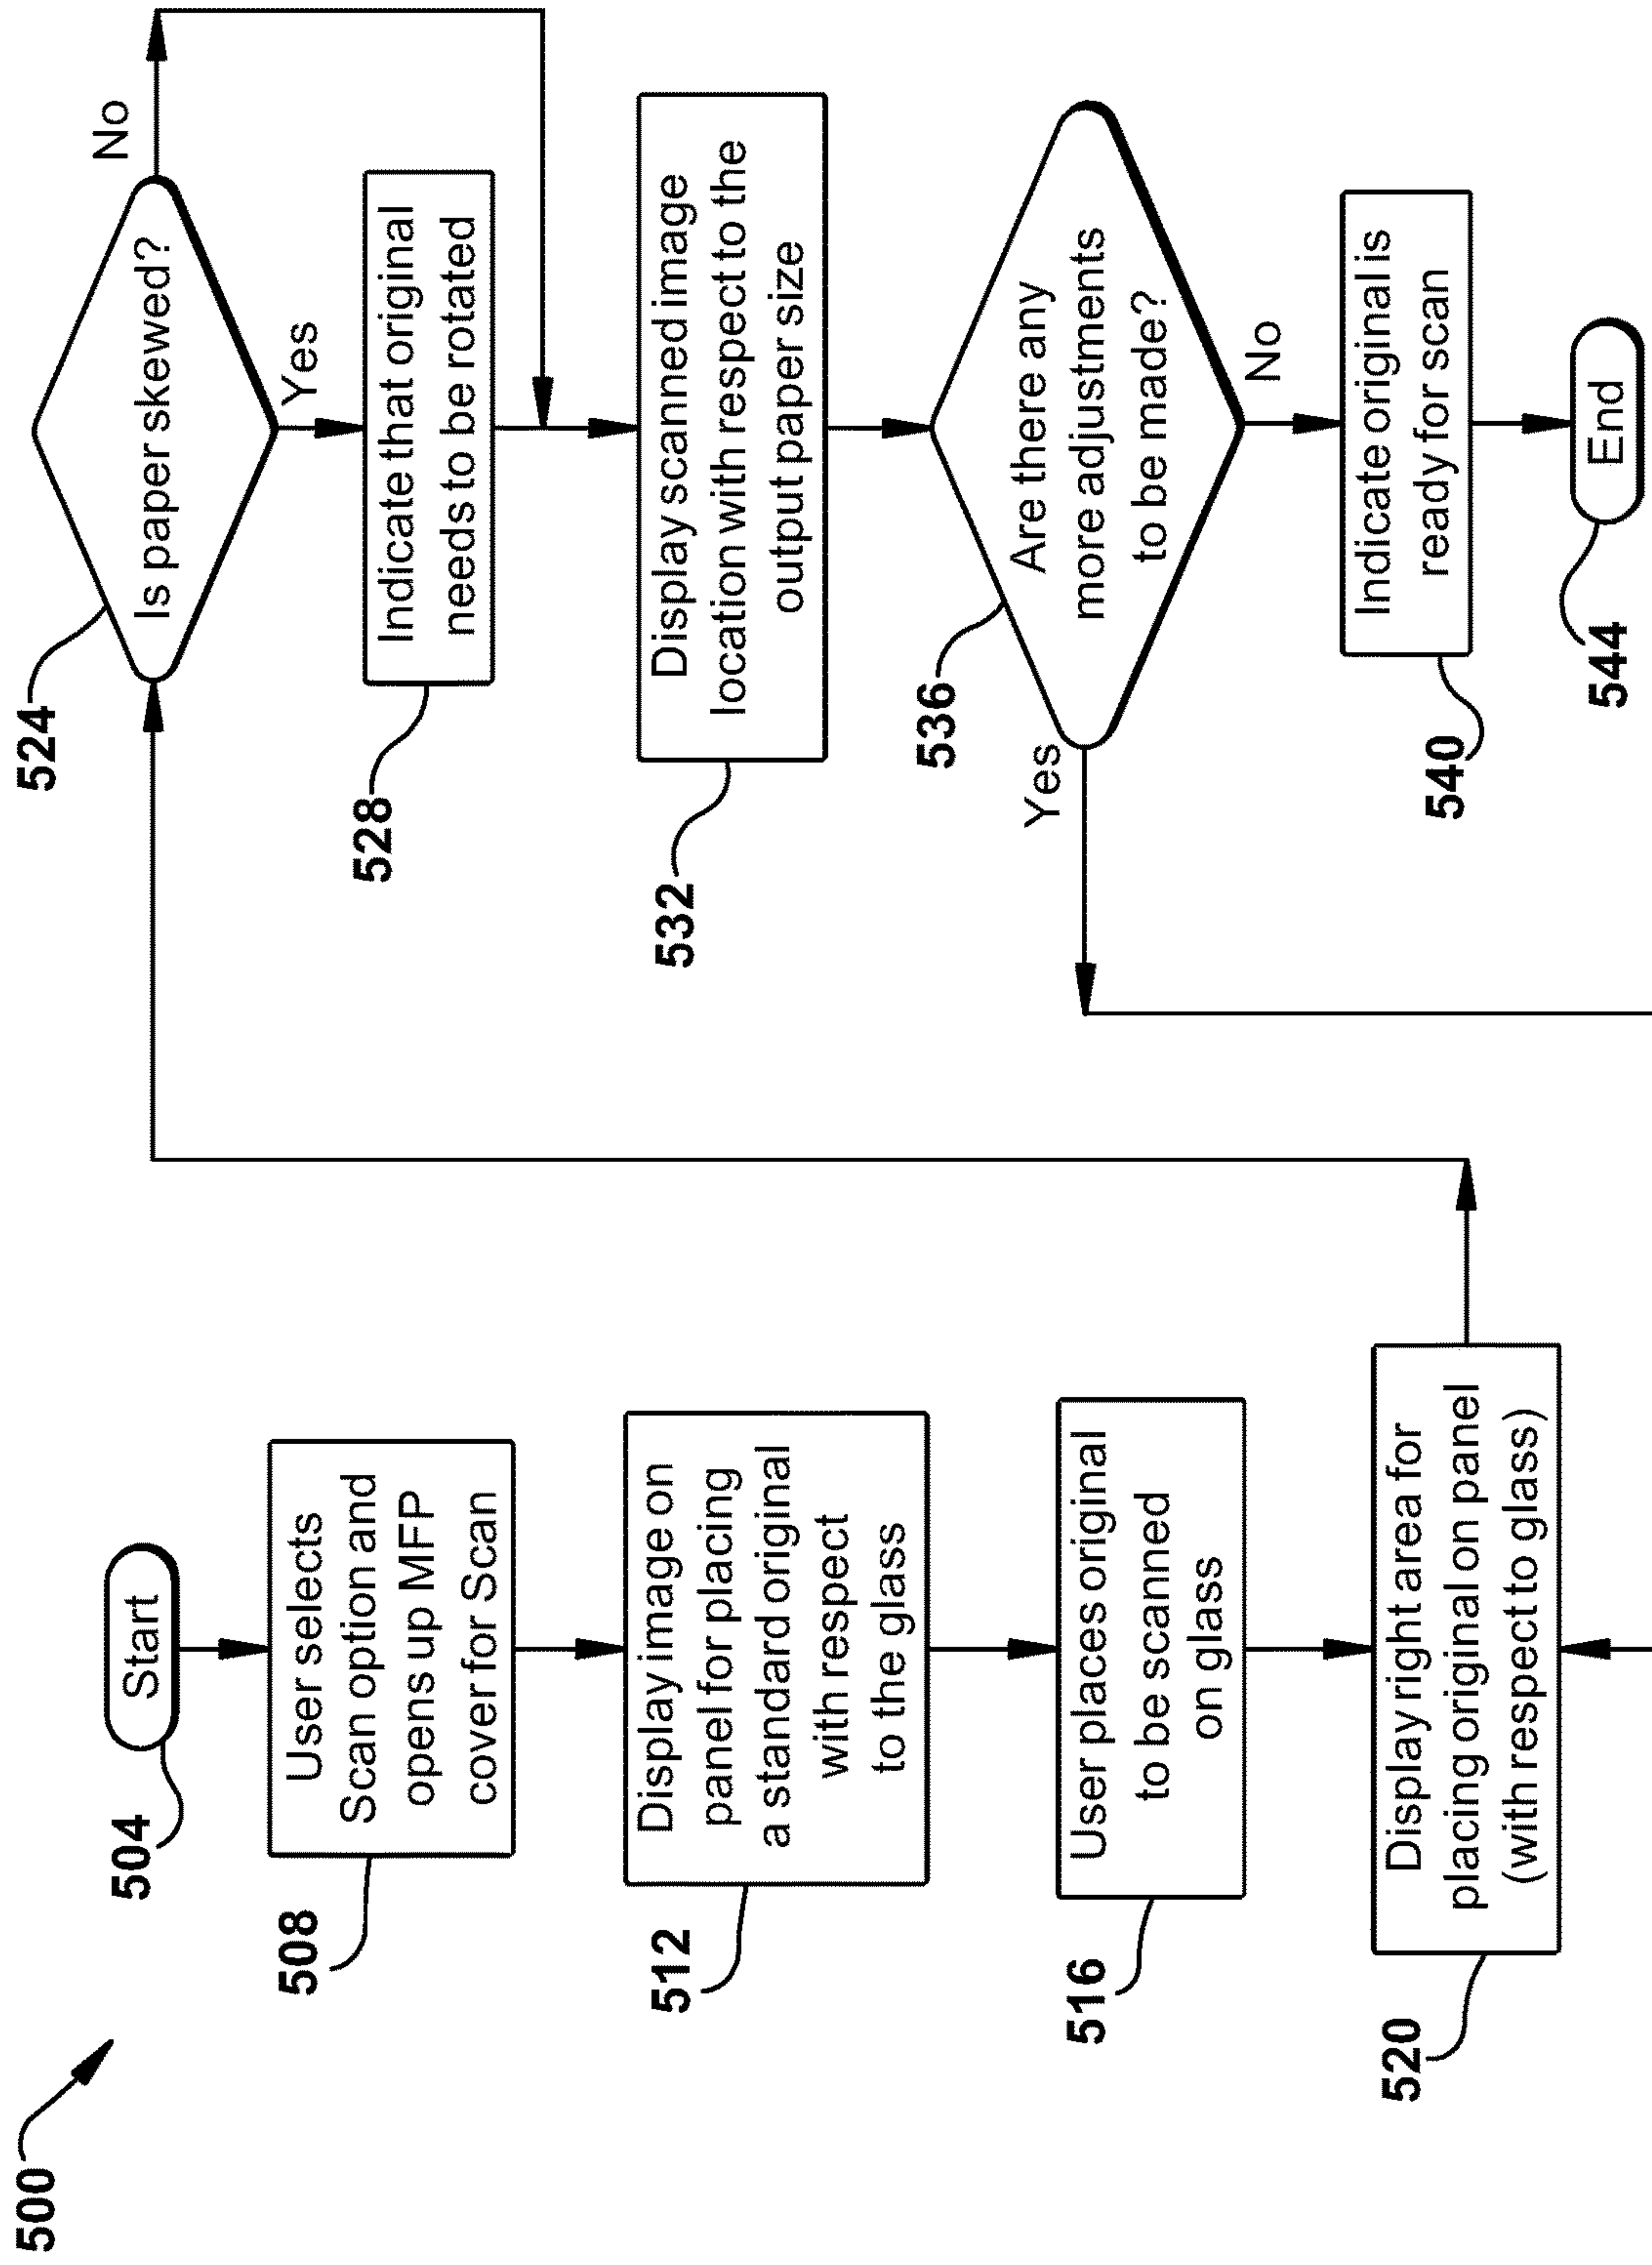 500
504
Start
508
User selects
Scan option and
opens up MFP
cover for Scan
512
Display image on
panel for placing
a standard original
with respect
to the glass
516
User places original
to be scanned
on glass
520
Display right area for
placing original on panel
(with respect to glass)
524
Is paper skewed?
No
Yes
528
Indicate that original
needs to be rotated
532
Display scanned image
location with respect to the
output paper size
536
Are there any
more adjustments
to be made?
Yes
No
540
Indicate original is
ready for scan
544
End